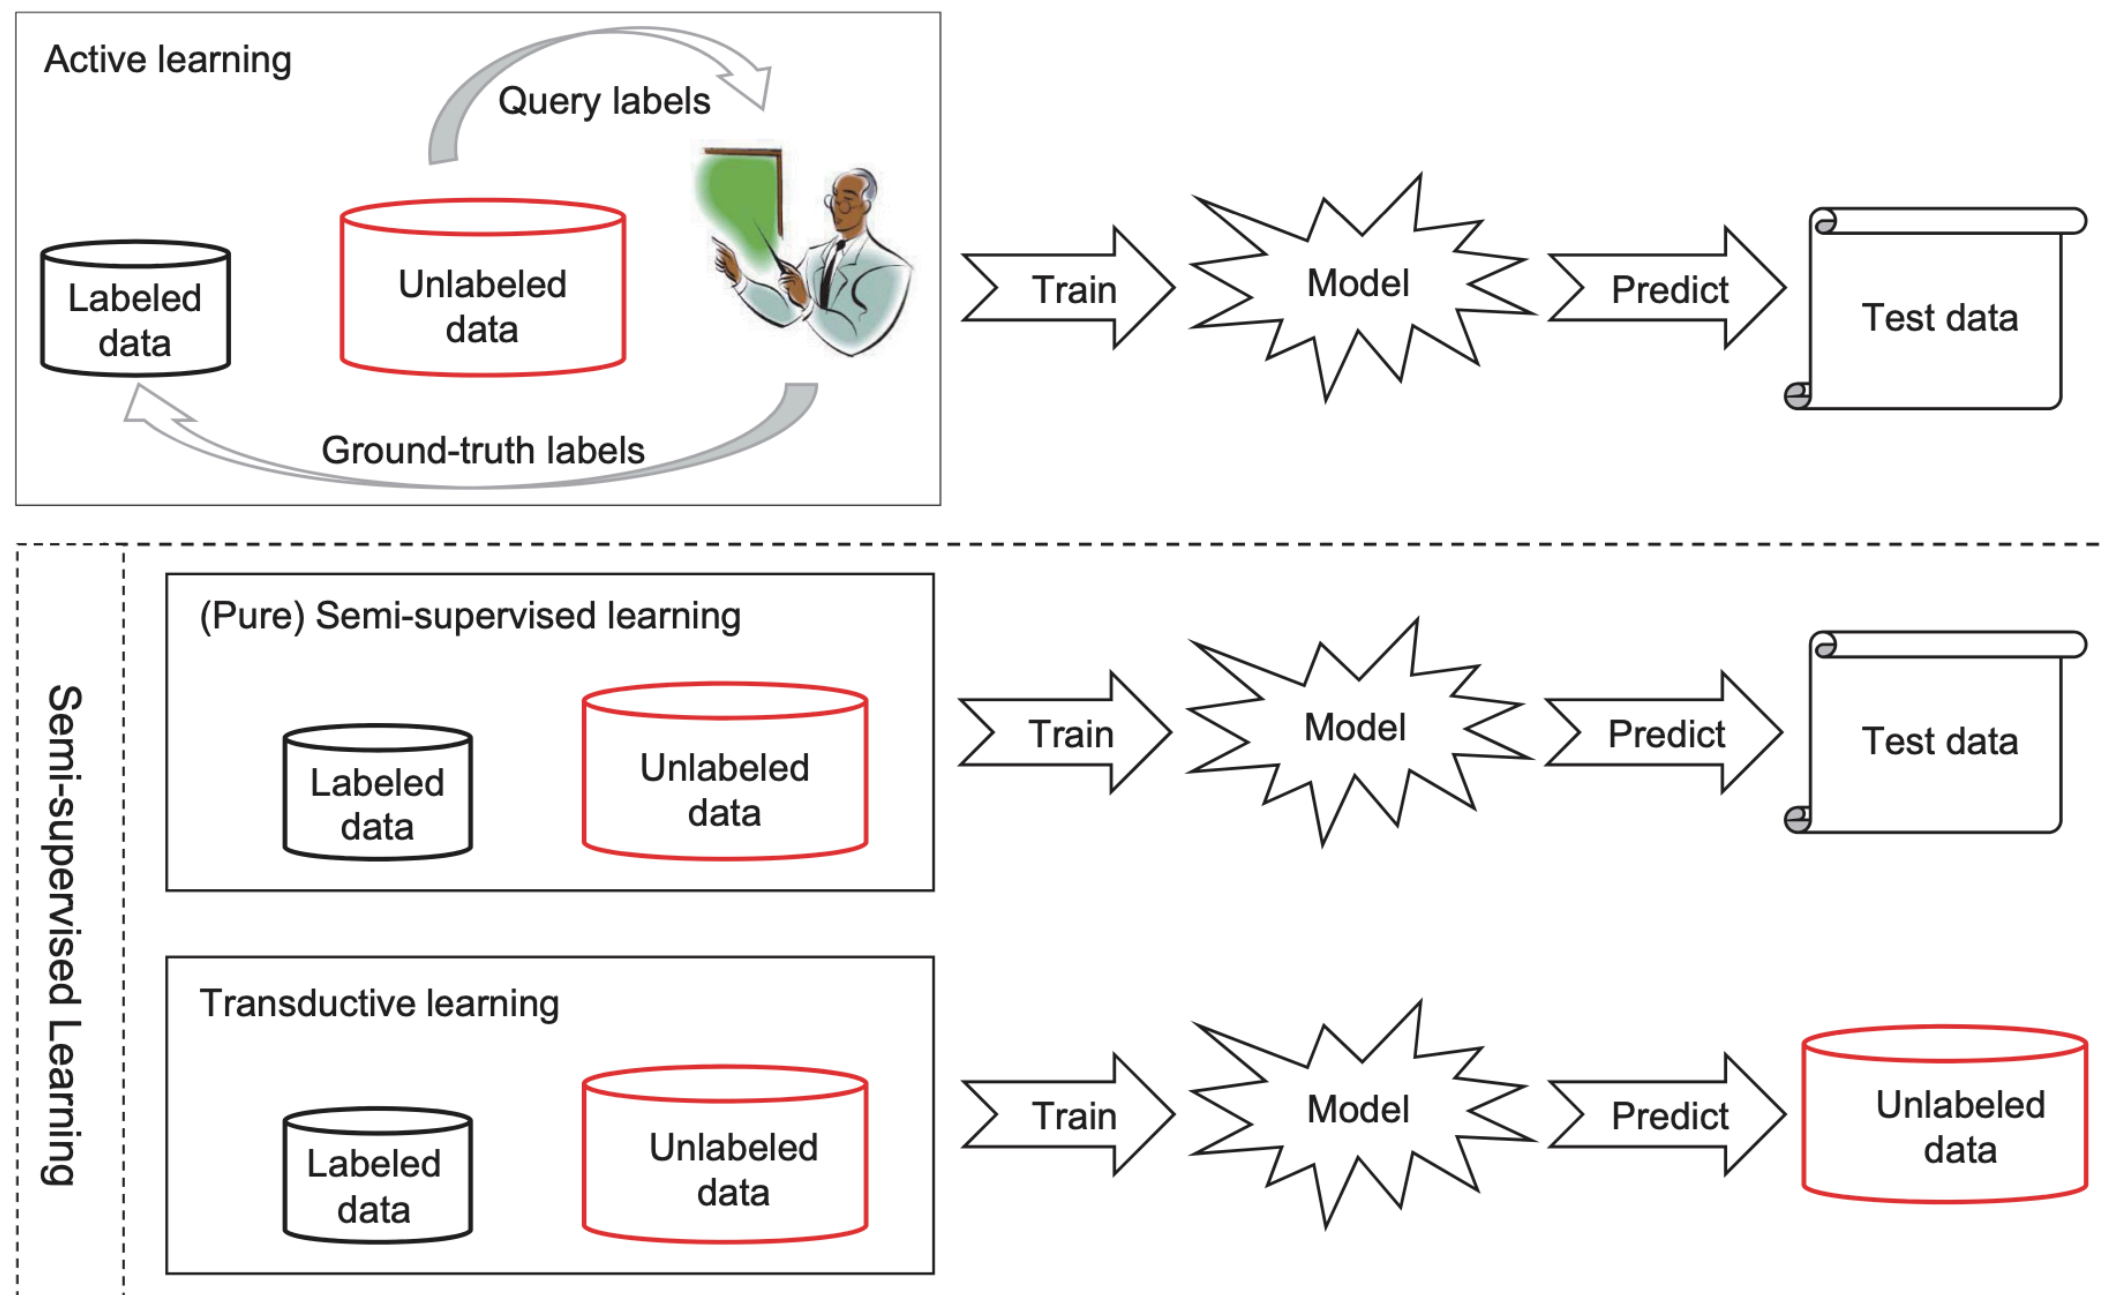 Active learning
Query labels
Labeled
data
Unlabeled
data
Ground-truth labels
Train
Model
Predict
Test data
Semi-supervised Learning
(Pure) Semi-supervised learning
Labeled
data
Unlabeled
data
Train
Model
Predict
Test data
Transductive learning
Labeled
data
Unlabeled
data
Train
Model
Predict
Unlabeled
data